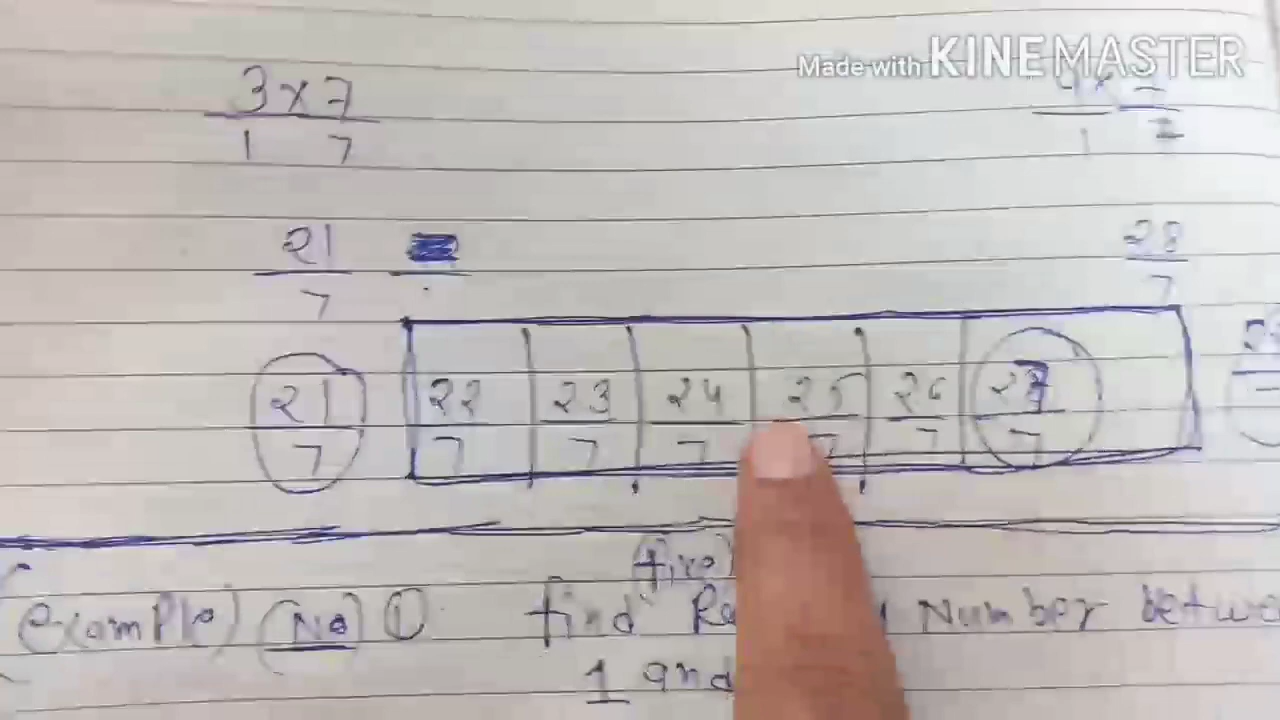 Made with KINEMASTER
3 x 7
1 7
21
7
28
7
21 22 23 24 25 26 27
7 7 7 7 7 7 7
(five)
(example) (No) ① find Number
1 and